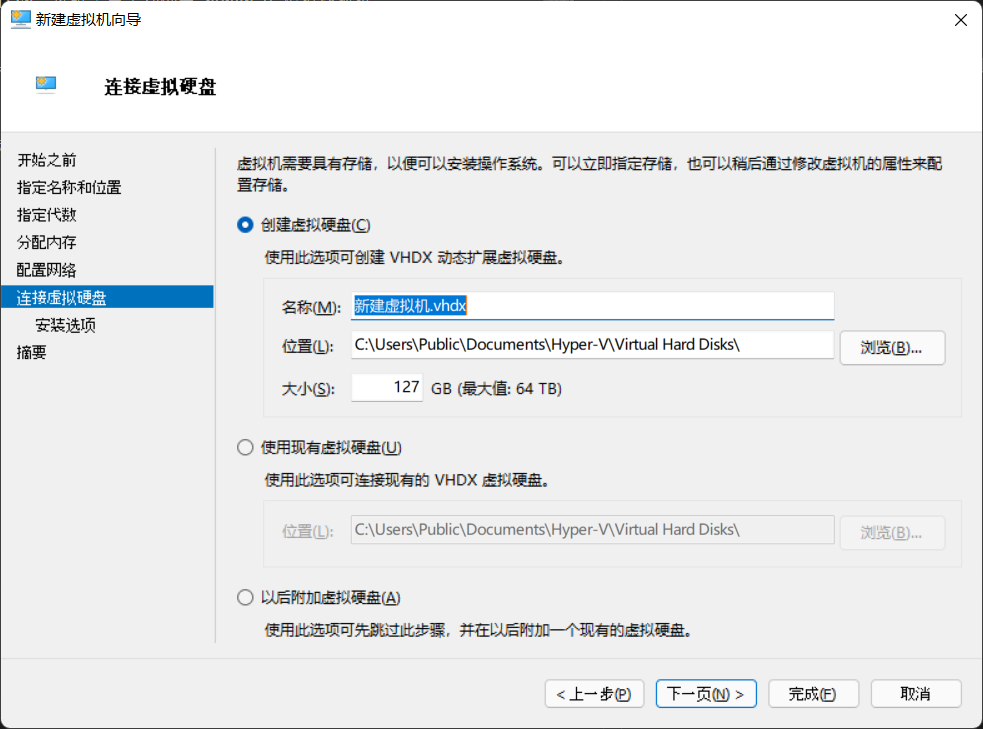 新建虚拟机向导
连接虚拟硬盘
开始之前
指定名称和位置
指定代数
分配内存
配置网络
连接虚拟硬盘
安装选项
摘要
虚拟机需要具有存储，以便可以安装操作系统。可以立即指定存储，也可以稍后通过修改虚拟机的属性来配
置存储。
创建虚拟硬盘(C)
使用此选项可创建 VHDX 动态扩展虚拟硬盘。
名称(M): 新建虚拟机.vhdx
位置(L): C:\Users\Public\Documents\Hyper-V\Virtual Hard Disks\ 浏览(B)...
大小(S): 127 GB (最大值: 64 TB)
使用现有虚拟硬盘(U)
使用此选项可连接现有的 VHDX 虚拟硬盘。
位置(L): C:\Users\Public\Documents\Hyper-V\Virtual Hard Disks\ 浏览(B)...
以后附加虚拟硬盘(A)
使用此选项可先跳过此步骤，并在以后附加一个现有的虚拟硬盘。
< 上一步(P) 下一页(N) > 完成(F) 取消